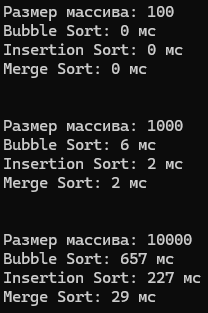 Размер массива: 100
Bubble Sort: 0 мс
Insertion Sort: 0 мс
Merge Sort: 0 мс
Размер массива: 1000
Bubble Sort: 6 мс
Insertion Sort: 2 мс
Merge Sort: 2 мс
Размер массива: 10000
Bubble Sort: 657 мс
Insertion Sort: 227 мс
Merge Sort: 29 мс